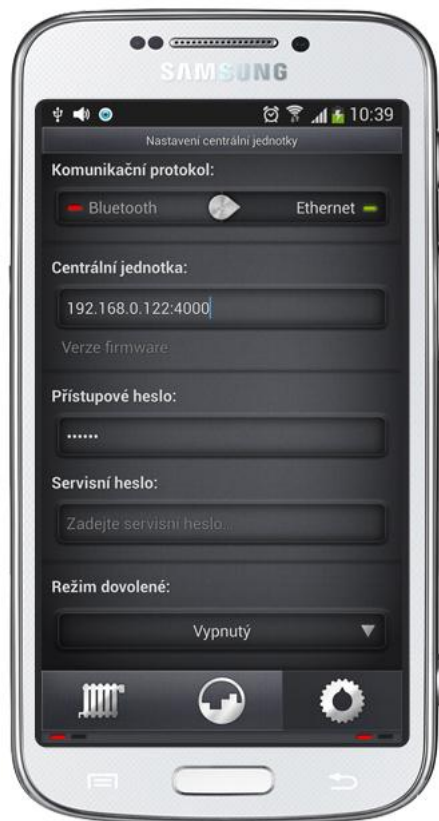 SAMSUNG
10:39
Nastavení centrální jednotky
Komunikační protokol:
Bluetooth
Ethernet
Centrální jednotka:
192.168.0.122:4000
Verze firmware
Přístupové heslo:
••••••
Servisní heslo:
Zadejte servisní heslo...
Režim dovolené:
Vypnutý